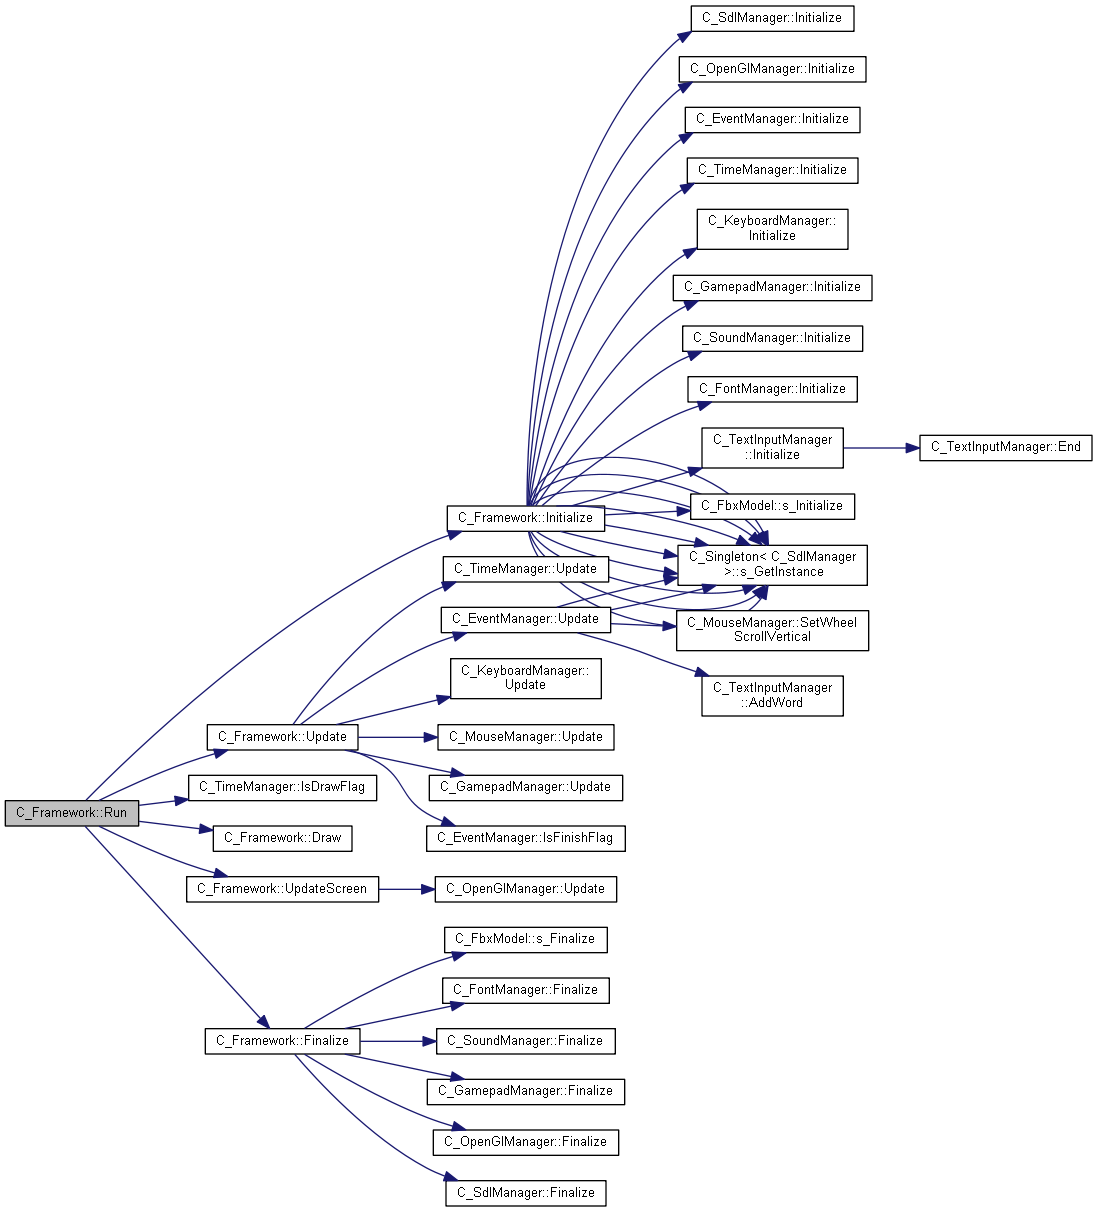 C_SdlManager::Initialize
C_OpenGlManager::Initialize
C_EventManager::Initialize
C_TimeManager::Initialize
C_KeyboardManager::
Initialize
C_GamepadManager::Initialize
C_SoundManager::Initialize
C_FontManager::Initialize
C_TextInputManager
::Initialize
C_TextInputManager::End
C_FbxModel::s_Initialize
C_Framework::Initialize
C_Singleton< C_SdlManager
>::s_GetInstance
C_TimeManager::Update
C_EventManager::Update
C_MouseManager::SetWheel
ScrollVertical
C_KeyboardManager::
Update
C_TextInputManager
::AddWord
C_Framework::Update
C_MouseManager::Update
C_TimeManager::IsDrawFlag
C_GamepadManager::Update
C_Framework::Run
C_Framework::Draw
C_EventManager::IsFinishFlag
C_Framework::UpdateScreen
C_OpenGlManager::Update
C_FbxModel::s_Finalize
C_FontManager::Finalize
C_Framework::Finalize
C_SoundManager::Finalize
C_GamepadManager::Finalize
C_OpenGlManager::Finalize
C_SdlManager::Finalize